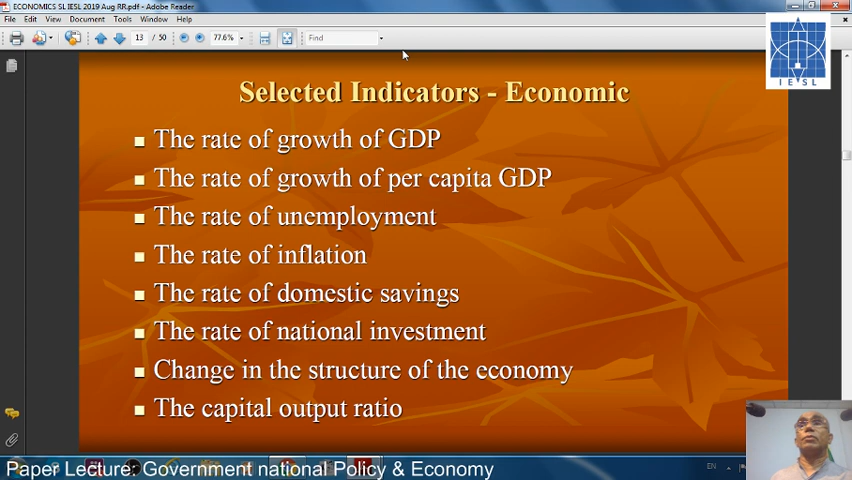 ECONOMICS SL IESL 2019 Aug RR.pdf - Adobe Reader
File Edit View Document Tools Window Help
13 / 50 77.6% Find
IESL
Selected Indicators - Economic
The rate of growth of GDP
The rate of growth of per capita GDP
The rate of unemployment
The rate of inflation
The rate of domestic savings
The rate of national investment
Change in the structure of the economy
The capital output ratio
Paper Lecture: Government national Policy & Economy
EN